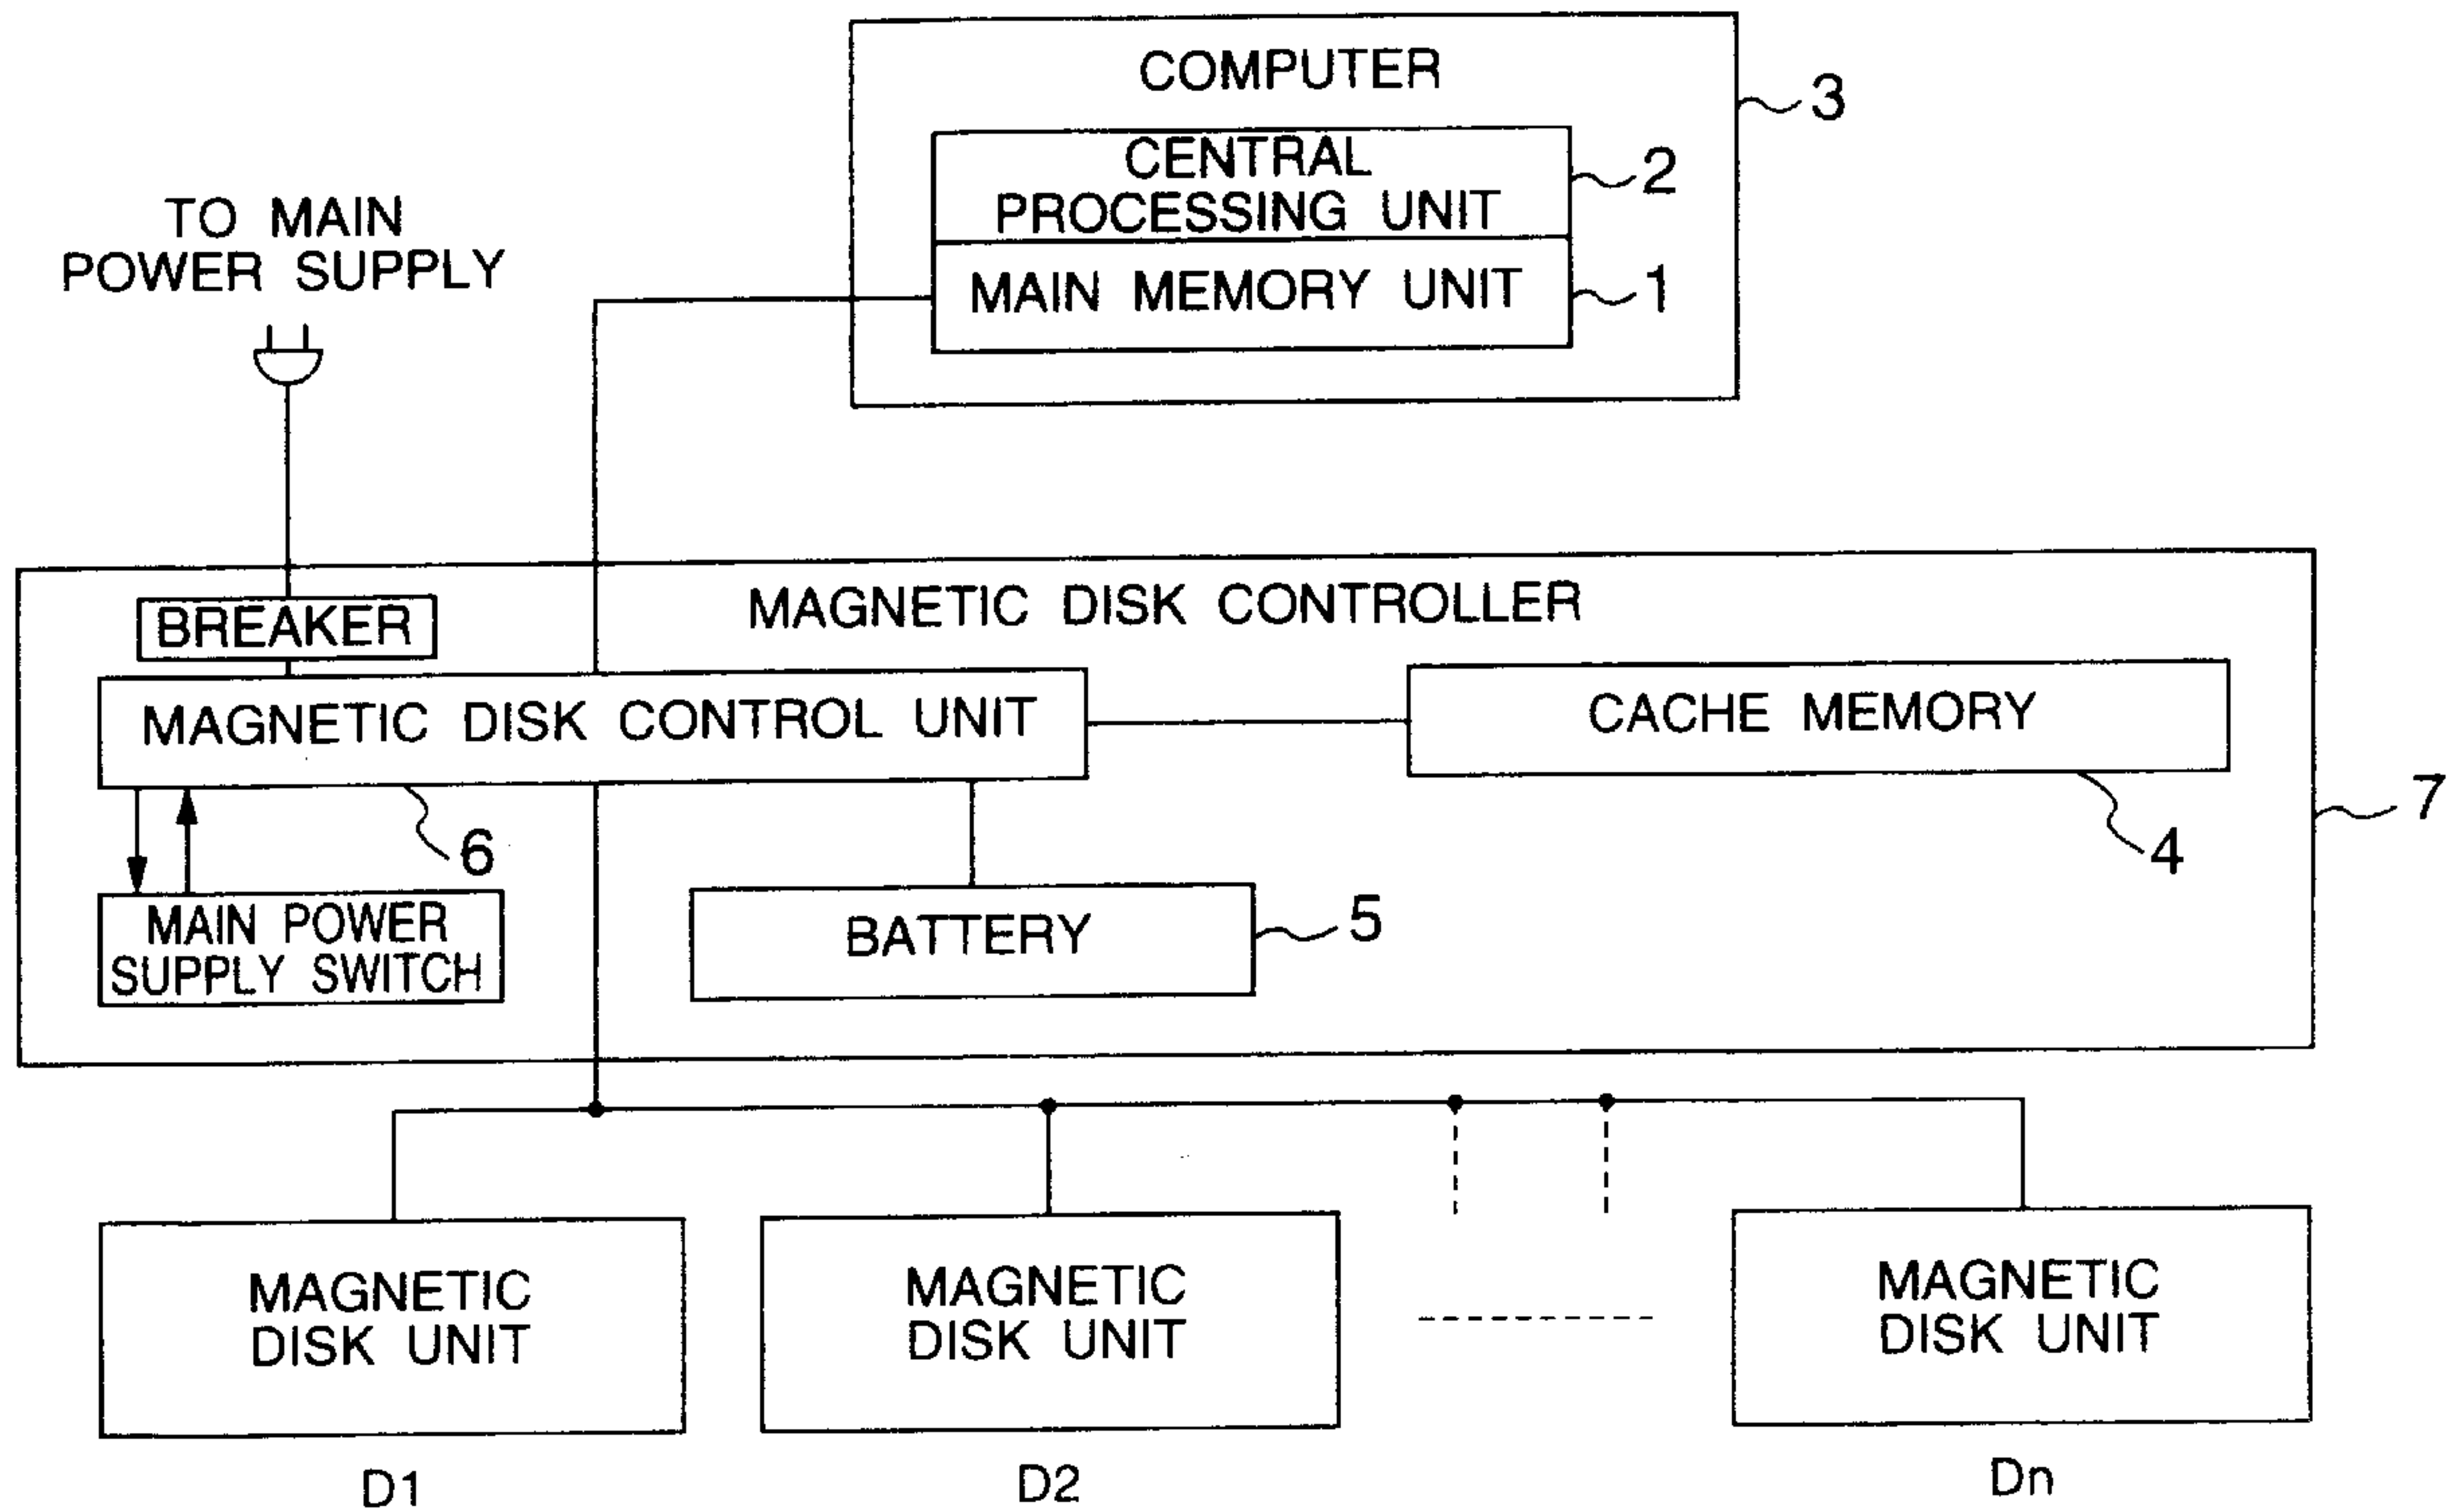 COMPUTER
3
CENTRAL
PROCESSING UNIT
2
MAIN MEMORY UNIT
1
TO MAIN
POWER SUPPLY
MAGNETIC DISK CONTROLLER
BREAKER
MAGNETIC DISK CONTROL UNIT
CACHE MEMORY
7
6
4
MAIN POWER
SUPPLY SWITCH
BATTERY
5
MAGNETIC
DISK UNIT
MAGNETIC
DISK UNIT
MAGNETIC
DISK UNIT
D1
D2
Dn